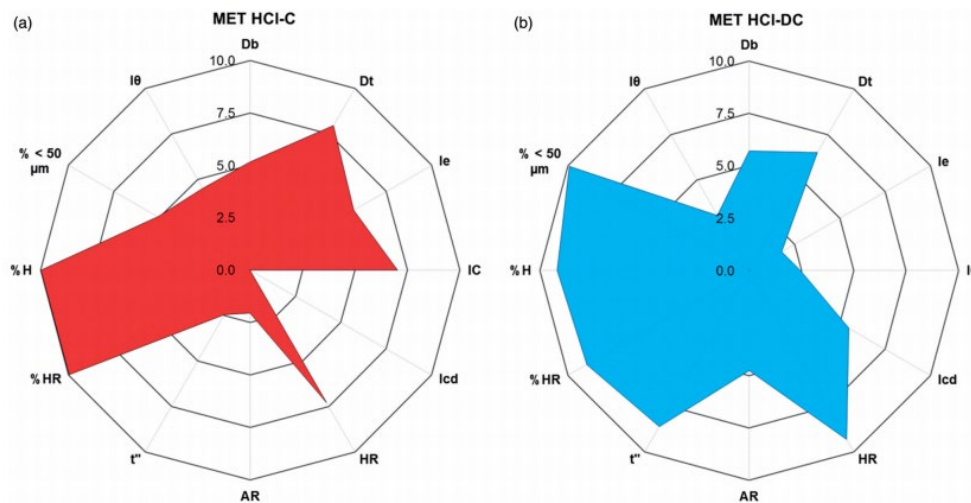 (a)
MET HCl-C
Db
10.0
Iθ
Dt
7.5
% < 50
µm
5.0
Ie
2.5
%H
0.0
IC
%HR
Icd
t"
HR
AR
(b)
MET HCl-DC
Db
10.0
Iθ
Dt
7.5
% < 50
µm
5.0
Ie
2.5
%H
0.0
%HR
Icd
t"
HR
AR